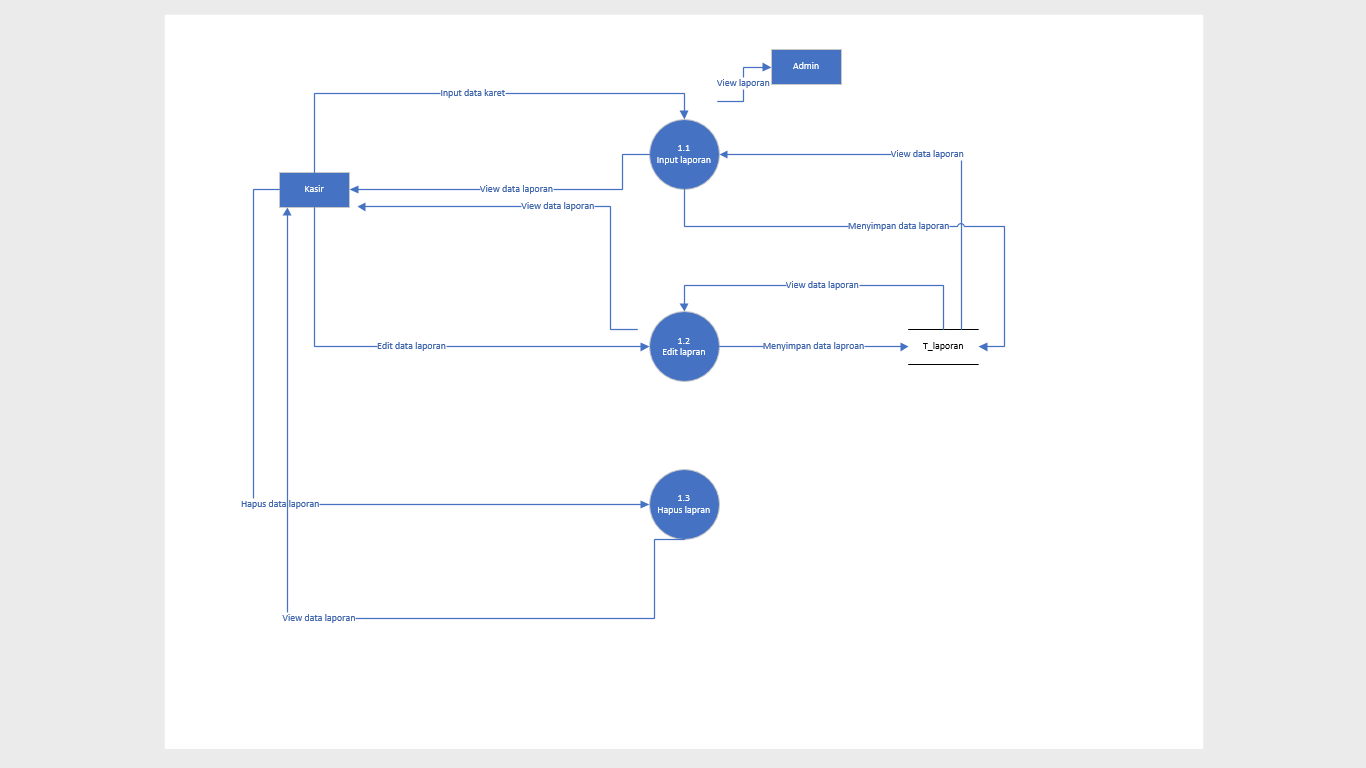 Admin
View laporan
Input data karet
1.1
Input laporan
View data laporan
Kasir
View data laporan
View data laporan
Menyimpan data laporan
View data laporan
1.2
Edit lapran
Edit data laporan
Menyimpan data laproan
T_laporan
1.3
Hapus lapran
Hapus data laporan
View data laporan